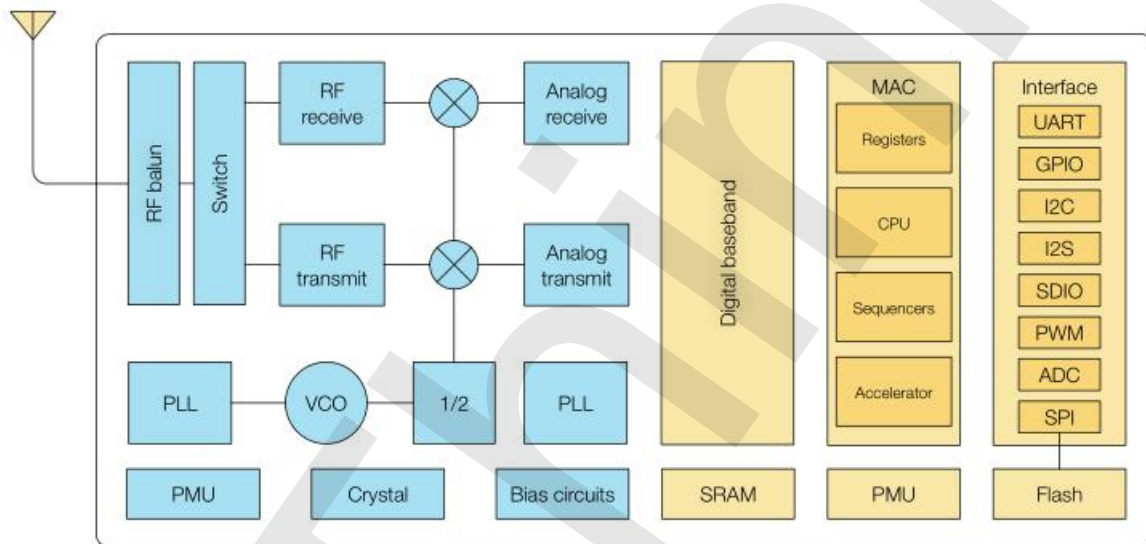 RF balun
Switch
RF
receive
Analog
receive
RF
transmit
Analog
transmit
PLL
VCO
1/2
PLL
PMU
Crystal
Bias circuits
Digital baseband
SRAM
MAC
Registers
CPU
Sequencers
Accelerator
PMU
Interface
UART
GPIO
I2C
I2S
SDIO
PWM
ADC
SPI
Flash